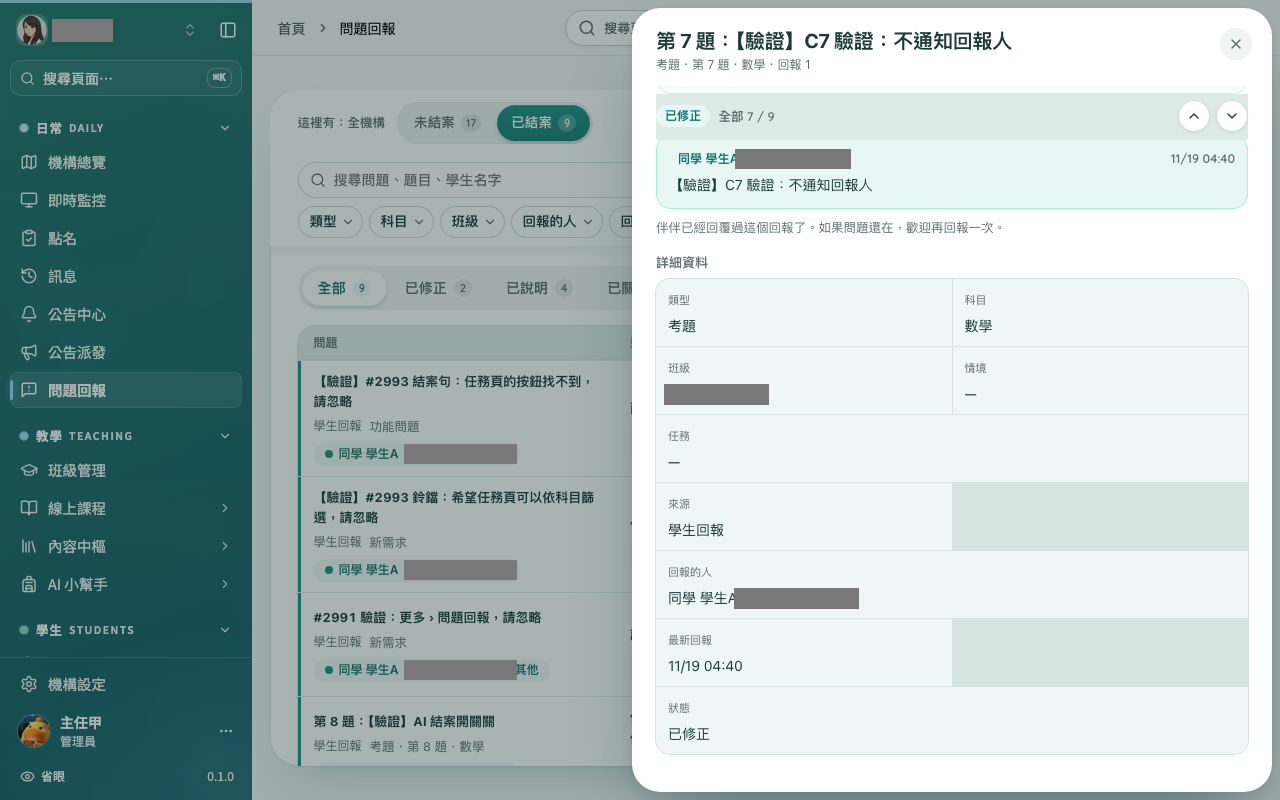 搜尋頁面…
⌘K
日常 DAILY
機構總覽
即時監控
點名
訊息
公告中心
公告派發
問題回報
教學 TEACHING
班級管理
線上課程
內容中樞
AI 小幫手
學生 STUDENTS
機構設定
主任甲
管理員
省眼
0.1.0
首頁
問題回報
搜尋
這裡有：全機構
未結案 17
已結案 9
搜尋問題、題目、學生名字
類型
科目
班級
回報的人
回
全部 9
已修正 2
已說明 4
已關
問題
【驗證】#2993 結案句：任務頁的按鈕找不到，
請忽略
學生回報 功能問題
同學 學生A
【驗證】#2993 鈴鐺：希望任務頁可以依科目篩
選，請忽略
學生回報 新需求
同學 學生A
#2991 驗證：更多 › 問題回報，請忽略
學生回報 新需求
同學 學生A
其他
第 8 題：【驗證】AI 結案開關關
學生回報 考題 · 第 8 題 · 數學
第 7 題：【驗證】C7 驗證：不通知回報人
考題 · 第 7 題 · 數學 · 回報 1
已修正
全部 7 / 9
同學 學生A
11/19 04:40
【驗證】C7 驗證：不通知回報人
伴伴已經回覆過這個回報了。如果問題還在，歡迎再回報一次。
詳細資料
類型
考題
科目
數學
班級
情境
—
任務
—
來源
學生回報
回報的人
同學 學生A
最新回報
11/19 04:40
狀態
已修正